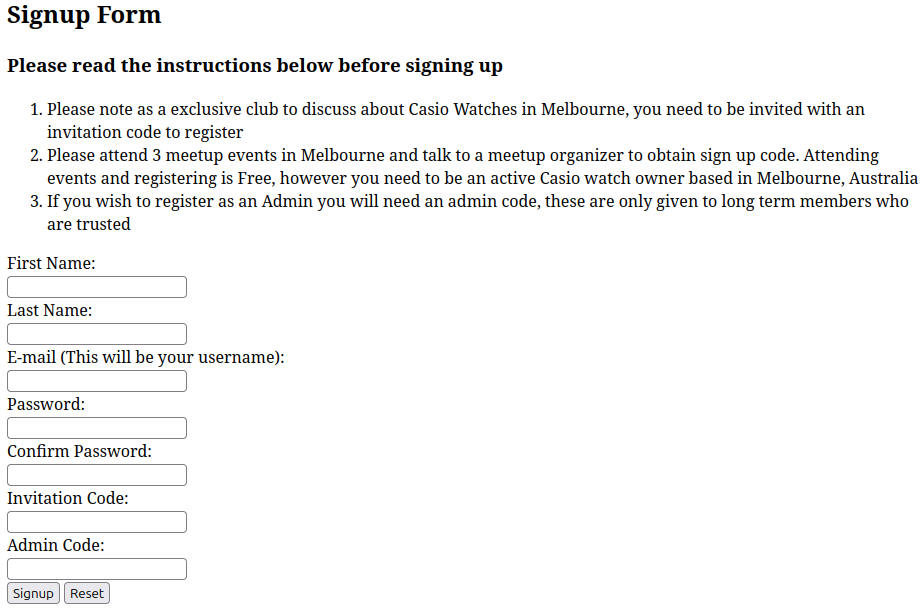 Signup Form
Please read the instructions below before signing up
1. Please note as a exclusive club to discuss about Casio Watches in Melbourne, you need to be invited with an
invitation code to register
2. Please attend 3 meetup events in Melbourne and talk to a meetup organizer to obtain sign up code. Attending
events and registering is Free, however you need to be an active Casio watch owner based in Melbourne, Australia
3. If you wish to register as an Admin you will need an admin code, these are only given to long term members who
are trusted
First Name:
Last Name:
E-mail (This will be your username):
Password:
Confirm Password:
Invitation Code:
Admin Code:
Signup Reset